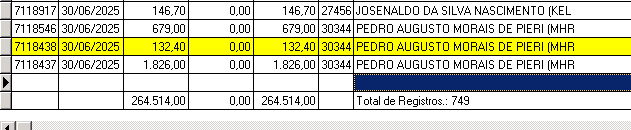 7118917 30/06/2025 146,70 0,00 146,70 27456 JOSENALDO DA SILVA NASCIMENTO (KEL
7118546 30/06/2025 679,00 0,00 679,00 30344 PEDRO AUGUSTO MORAIS DE PIERI (MHR
7118438 30/06/2025 132,40 0,00 132,40 30344 PEDRO AUGUSTO MORAIS DE PIERI (MHR
7118437 30/06/2025 1.826,00 0,00 1.826,00 30344 PEDRO AUGUSTO MORAIS DE PIERI (MHR
264.514,00 0,00 264.514,00 Total de Registros.: 749